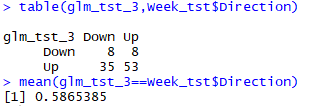 > table(glm_tst_3,Week_tst$Direction)
glm_tst_3 Down Up
Down 8 8
Up 35 53
> mean(glm_tst_3==Week_tst$Direction)
[1] 0.5865385